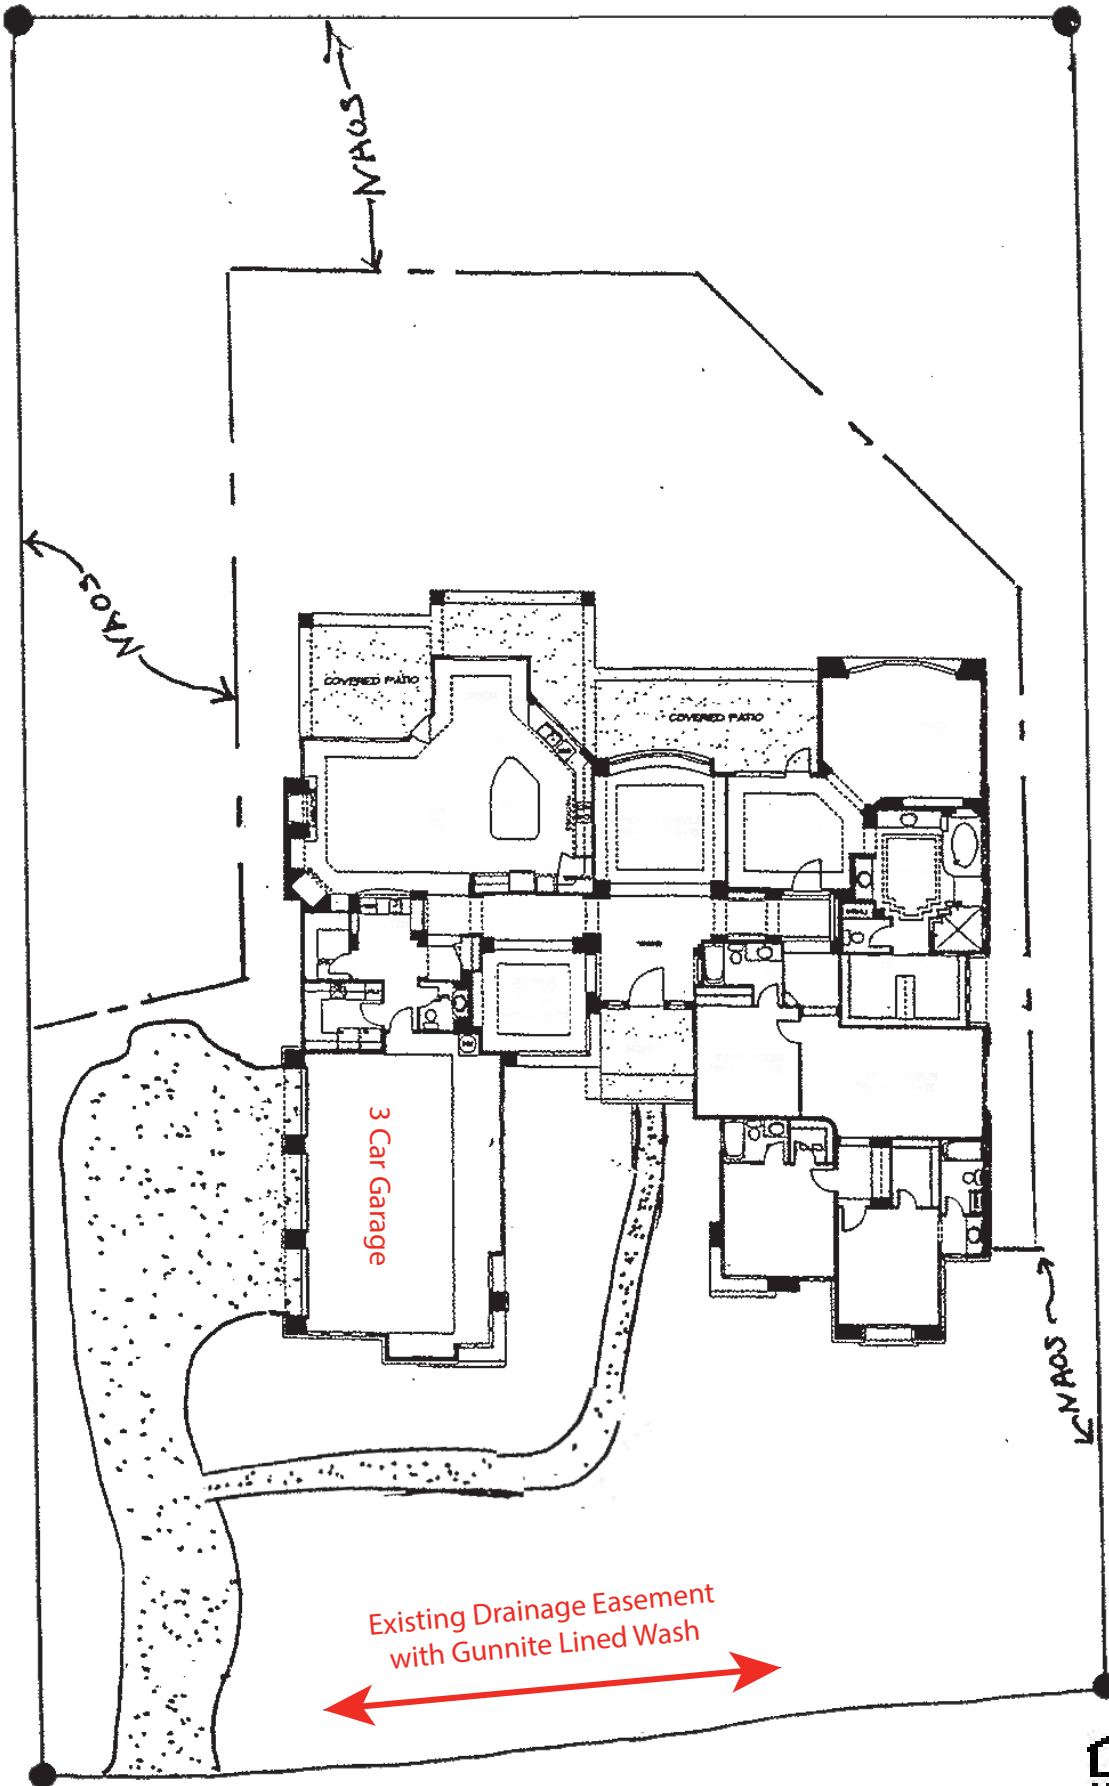 NAOS
NAOS
COVERED PATIO
COVERED PATIO
3 Car Garage
NAOS
Existing Drainage Easement
with Gunnite Lined Wash